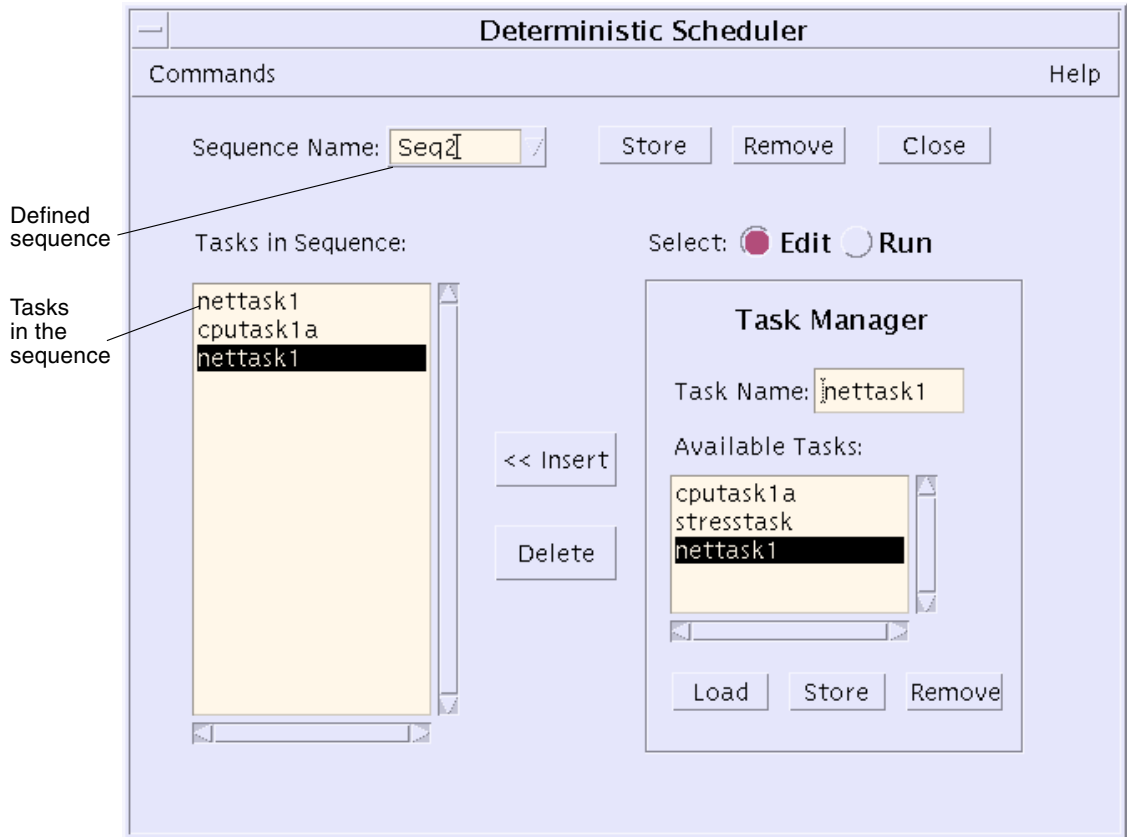 Deterministic Scheduler
Commands Help
Sequence Name: Seq2 Store Remove Close
Defined
sequence
Tasks in Sequence: Select: Edit Run
Tasks
in the
sequence
nettask1
cputask1a
nettask1
<< Insert
Delete
Task Manager
Task Name: nettask1
Available Tasks:
cputask1a
stresstask
nettask1
Load Store Remove